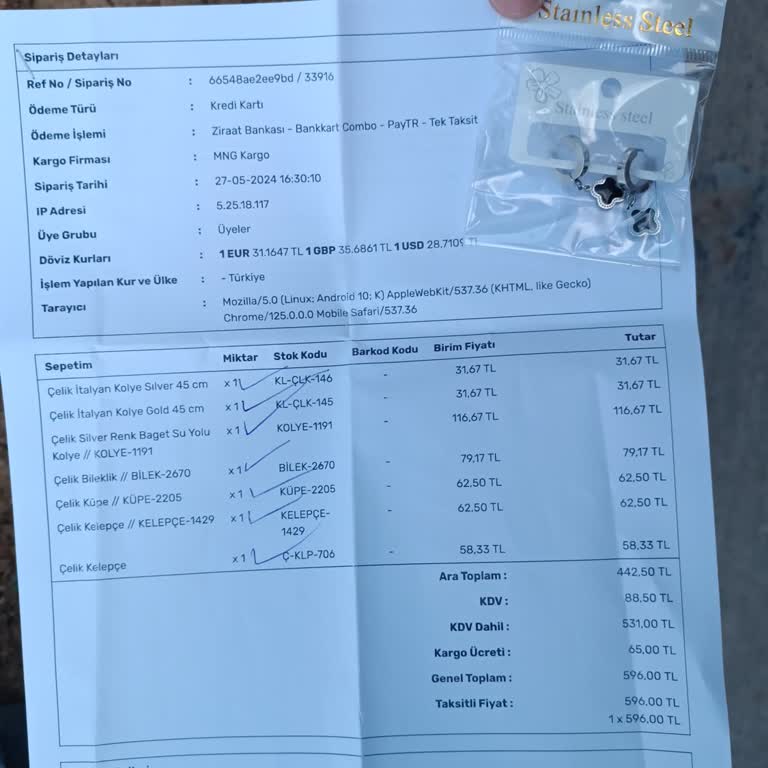 Stainless Steel
Stainless steel
Sipariş Detayları
Ref No / Sipariş No : 66548ae2ee9bd / 33916
Ödeme Türü : Kredi Kartı
Ödeme İşlemi : Ziraat Bankası - Bankkart Combo - PayTR - Tek Taksit
Kargo Firması : MNG Kargo
Sipariş Tarihi : 27-05-2024 16:30:10
IP Adresi : 5.25.18.117
Üye Grubu : Üyeler
Döviz Kurları : 1 EUR 31.1647 TL 1 GBP 35.6861 TL 1 USD 28.7109 TL
İşlem Yapılan Kur ve Ülke : - Türkiye
Tarayıcı : Mozilla/5.0 (Linux; Android 10; K) AppleWebKit/537.36 (KHTML, like Gecko)
Chrome/125.0.0.0 Mobile Safari/537.36
Sepetim Miktar Stok Kodu Barkod Kodu Birim Fiyatı Tutar
Çelik İtalyan Kolye Silver 45 cm x 1 KL-ÇLK-146 - 31,67 TL 31,67 TL
Çelik İtalyan Kolye Gold 45 cm x 1 KL-ÇLK-145 - 31,67 TL 31,67 TL
Çelik Silver Renk Baget Su Yolu x 1 KOLYE-1191 - 116,67 TL 116,67 TL
Kolye // KOLYE-1191
Çelik Bileklik // BİLEK-2670 x 1 BİLEK-2670 - 79,17 TL 79,17 TL
Çelik Küpe // KÜPE-2205 x 1 KÜPE-2205 - 62,50 TL 62,50 TL
Çelik Kelepçe // KELEPÇE-1429 x 1 KELEPÇE- - 62,50 TL 62,50 TL
1429
Çelik Kelepçe x 1 Ç-KLP-706 - 58,33 TL 58,33 TL
Ara Toplam : 442,50 TL
KDV : 88,50 TL
KDV Dahil : 531,00 TL
Kargo Ücreti : 65,00 TL
Genel Toplam : 596,00 TL
Taksitli Fiyat : 596,00 TL
1 x 596,00 TL